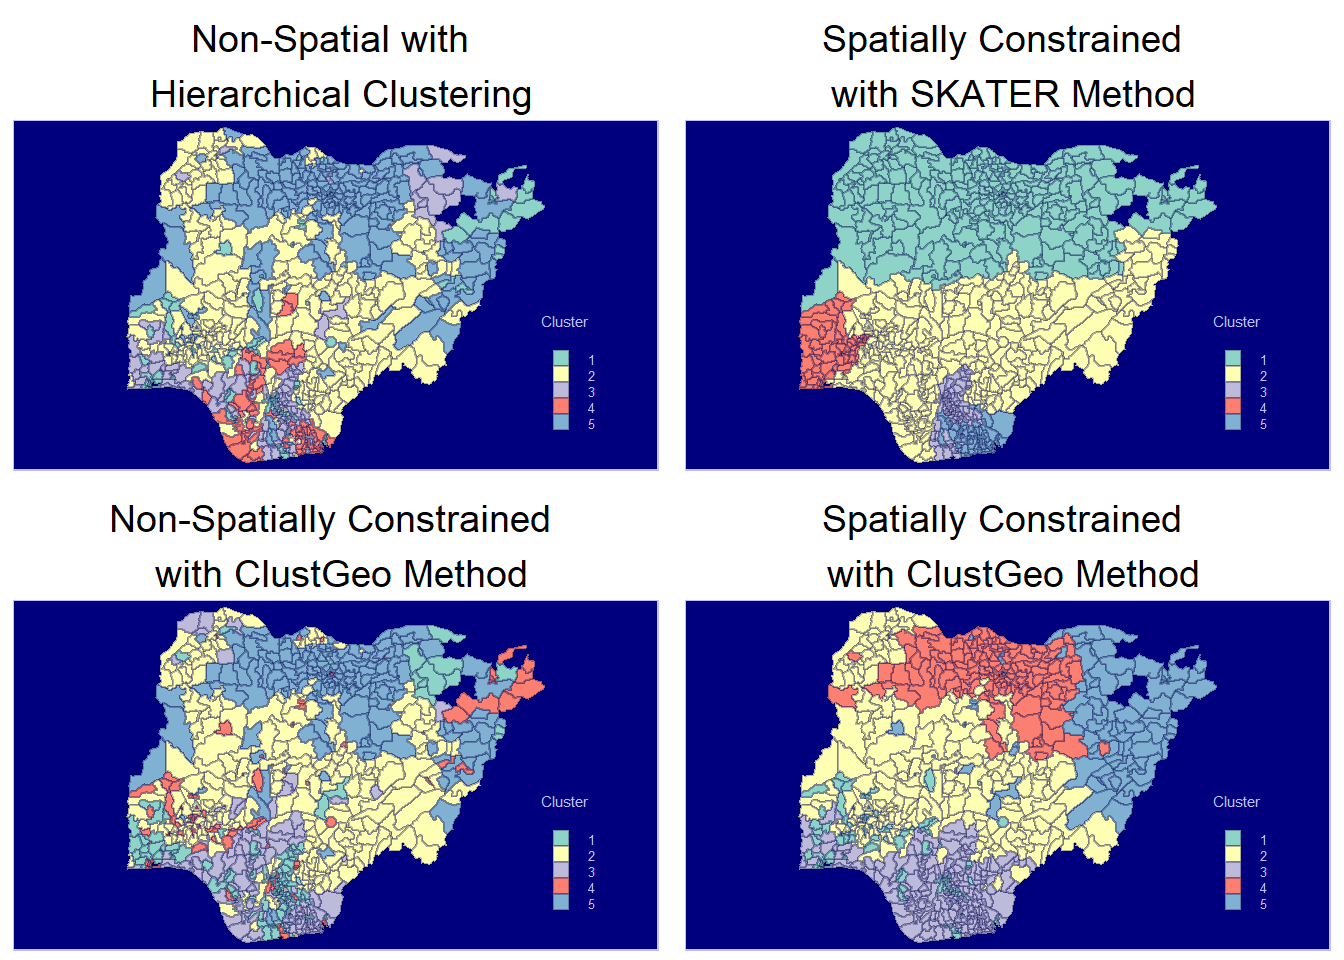 Non-Spatial with
Hierarchical Clustering
Cluster
1
2
3
4
5
Spatially Constrained
with SKATER Method
Cluster
1
2
3
4
5
Non-Spatially Constrained
with ClustGeo Method
Cluster
1
2
3
4
5
Spatially Constrained
with ClustGeo Method
Cluster
1
2
3
4
5